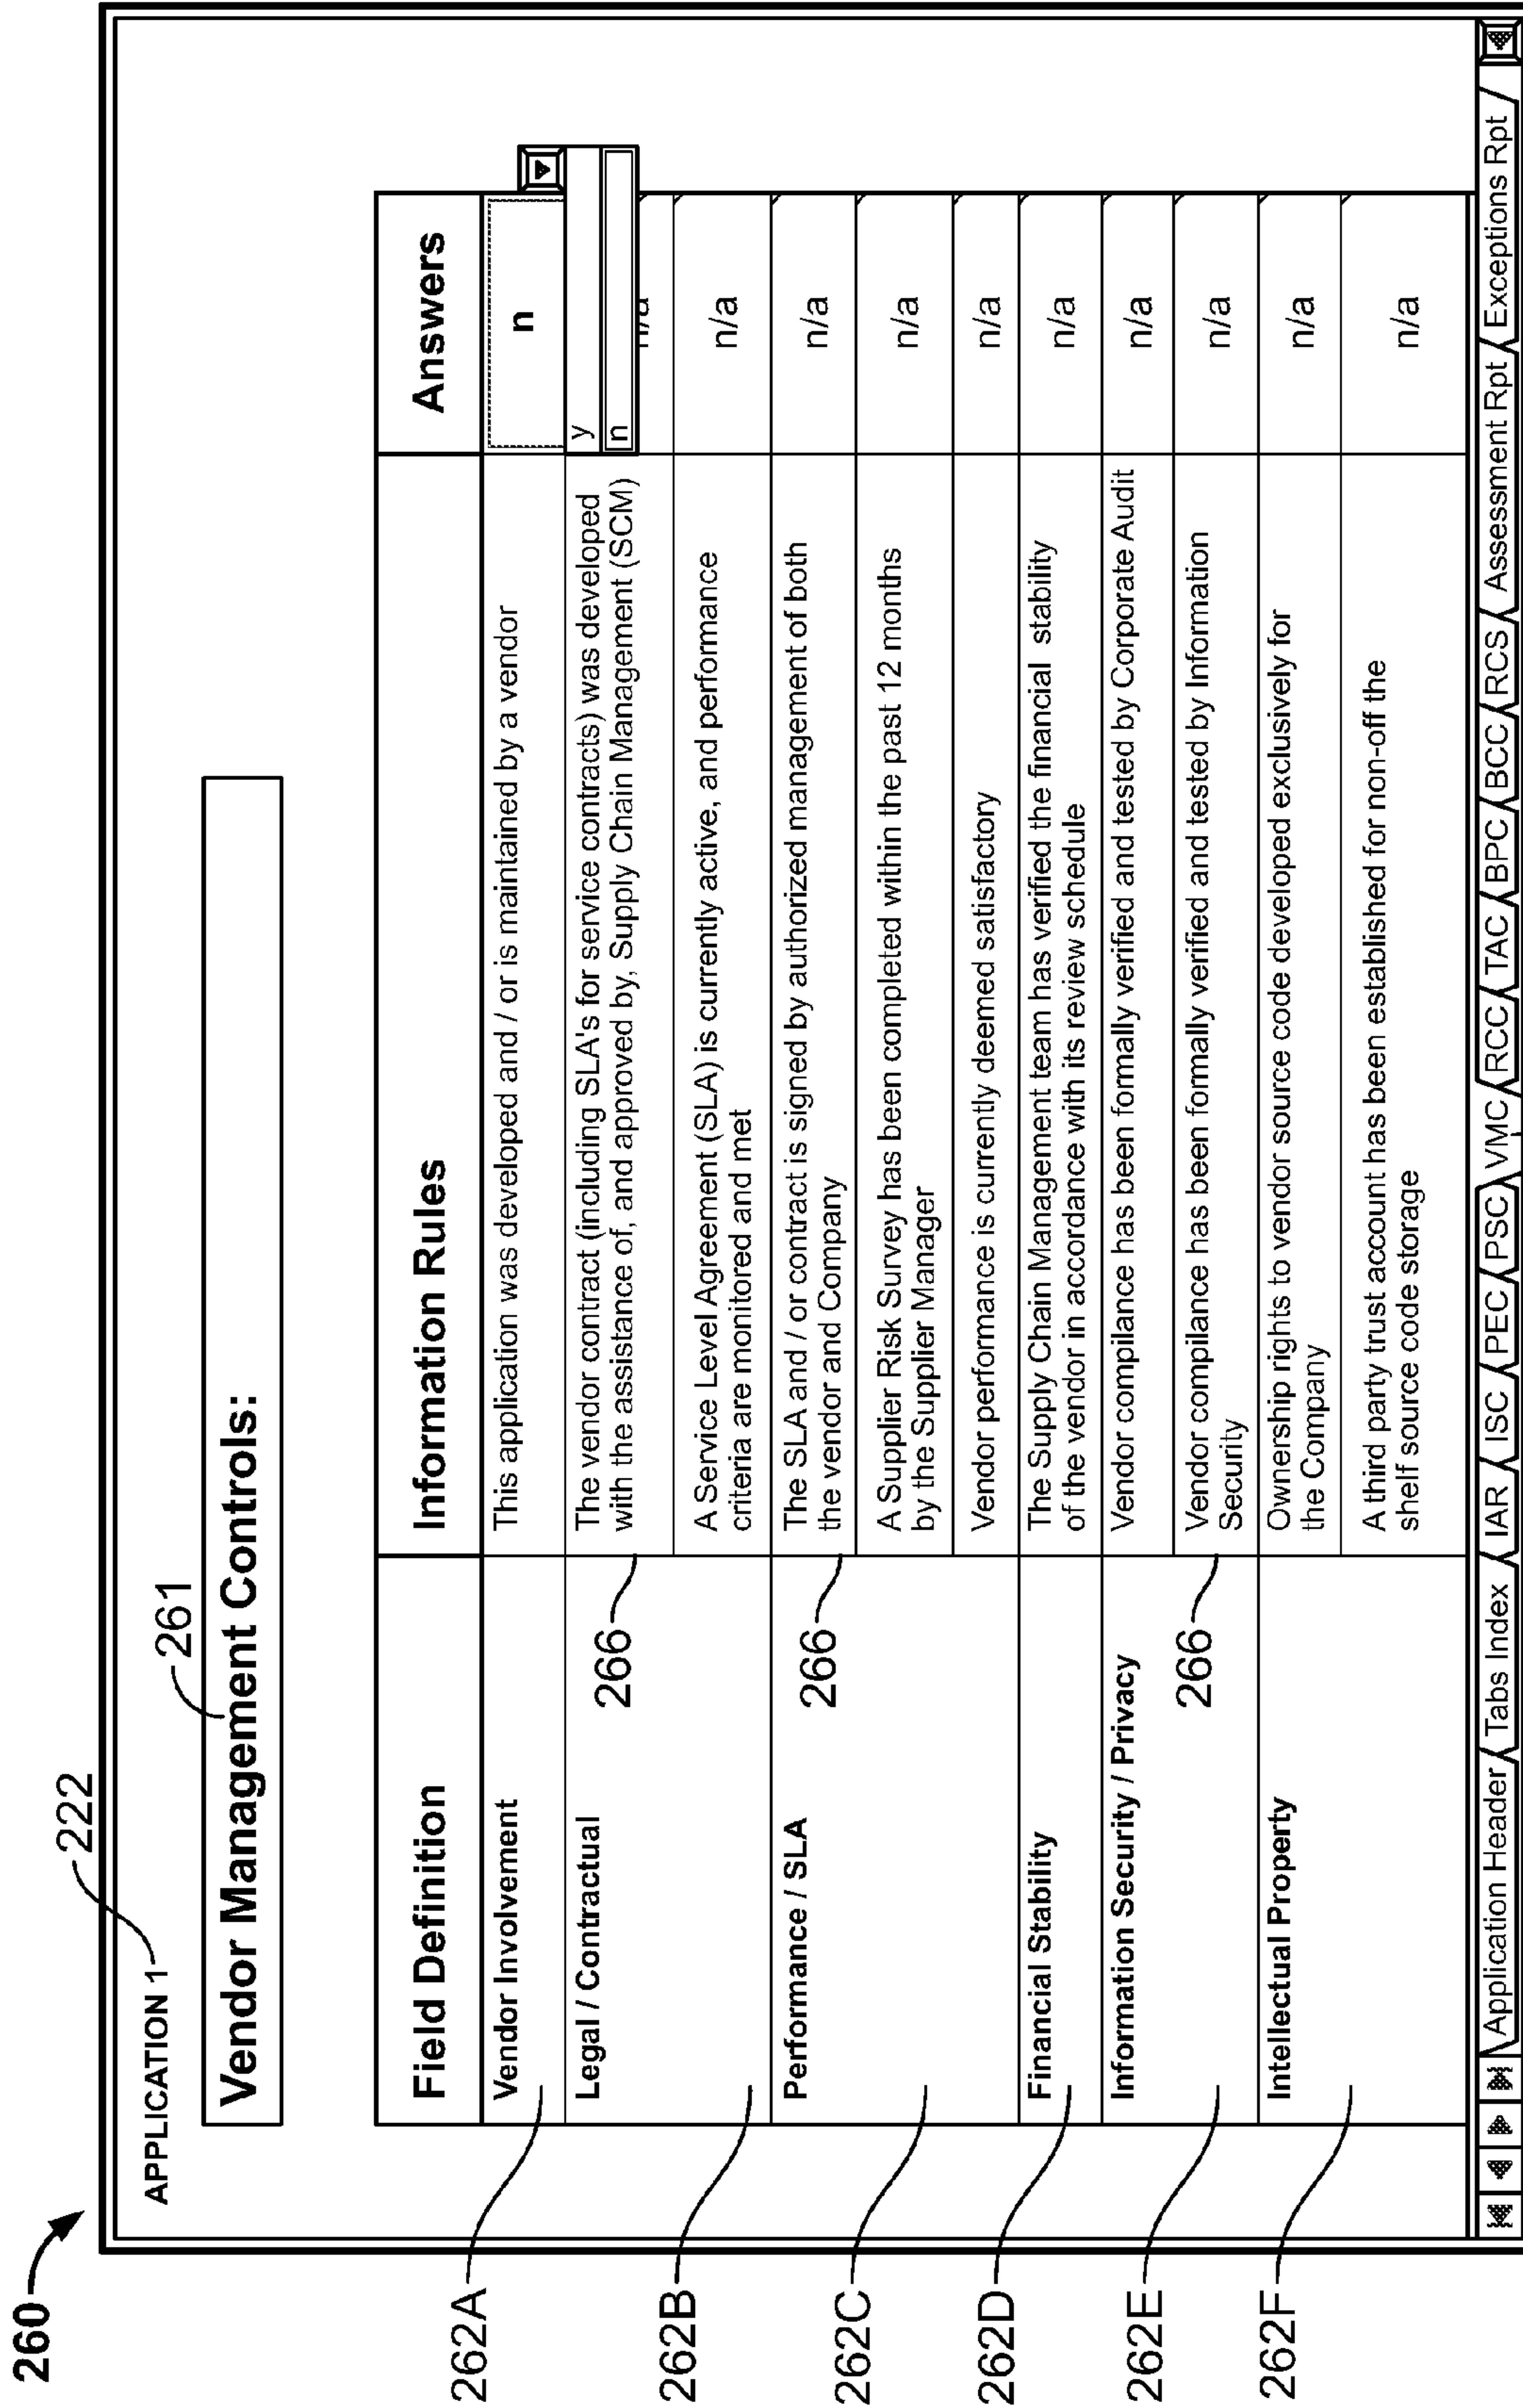 260
APPLICATION 1
222
261
Vendor Management Controls:
Field Definition
Information Rules
Answers
262A
Vendor Involvement
This application was developed and / or is maintained by a vendor
n
y
n
262B
Legal / Contractual
266
The vendor contract (including SLA's for service contracts) was developed
with the assistance of, and approved by, Supply Chain Management (SCM)
n/a
A Service Level Agreement (SLA) is currently active, and performance
criteria are monitored and met
n/a
262C
Performance / SLA
266
The SLA and / or contract is signed by authorized management of both
the vendor and Company
n/a
A Supplier Risk Survey has been completed within the past 12 months
by the Supplier Manager
n/a
Vendor performance is currently deemed satisfactory
n/a
262D
Financial Stability
The Supply Chain Management team has verified the financial stability
of the vendor in accordance with its review schedule
n/a
262E
Information Security / Privacy
266
Vendor compliance has been formally verified and tested by Corporate Audit
n/a
Vendor compilance has been formally verified and tested by Information
Security
n/a
262F
Intellectual Property
Ownership rights to vendor source code developed exclusively for
the Company
n/a
A third party trust account has been established for non-off the
shelf source code storage
n/a
Application Header Tabs Index IAR ISC PEC PSC VMC RCC TAC BPC BCC RCS Assessment Rpt Exceptions Rpt